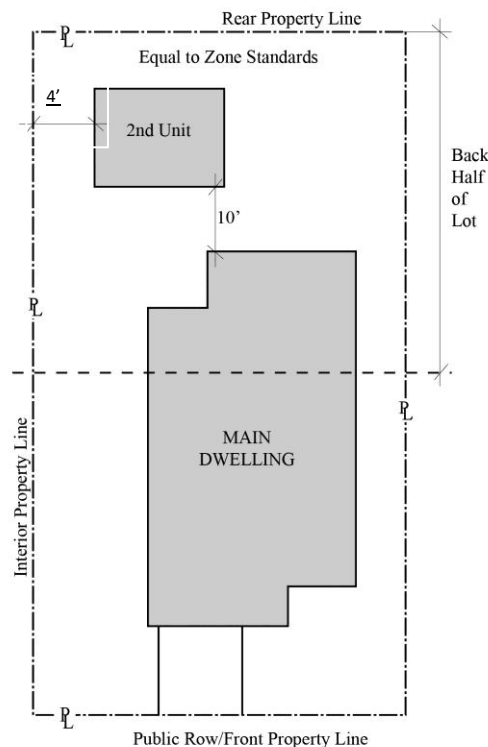 Rear Property Line
PL
Equal to Zone Standards
4'
2nd Unit
Back
Half
of
Lot
10'
PL
PL
MAIN
DWELLING
Interior Property Line
PL
Public Row/Front Property Line